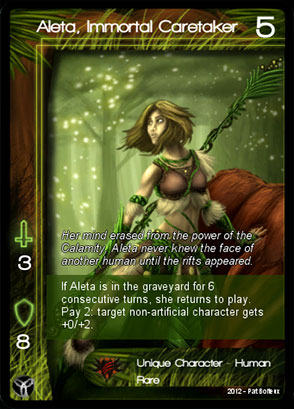 Aleta, Immortal Caretaker 5
Her mind erased from the power of the
Calamity, Aleta never knew the face of
another human until the rifts appeared.
3
If Aleta is in the graveyard for 6
consecutive turns, she returns to play.
Pay 2: target non-artificial character gets
+0/+2.
8
Unique Character - Human
Rare
2012 - Pat